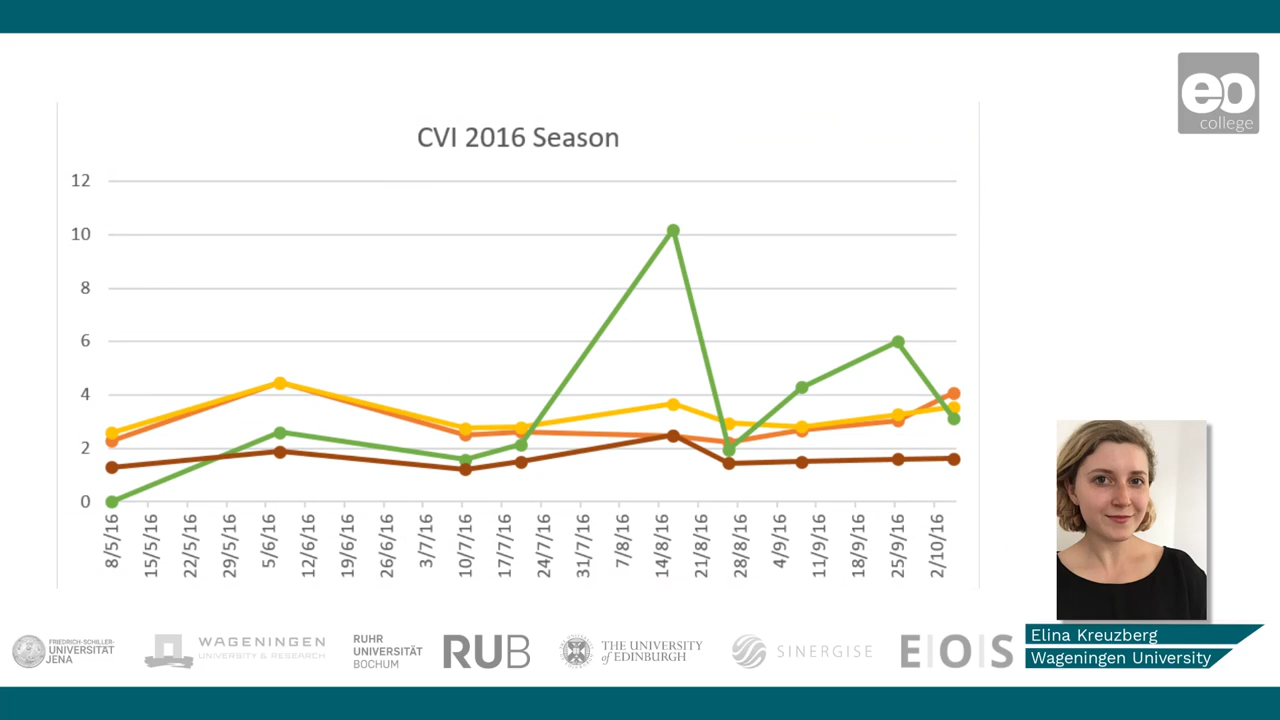 eo
college
CVI 2016 Season
12
10
8
6
4
2
0
8/5/16
15/5/16
22/5/16
29/5/16
5/6/16
12/6/16
19/6/16
26/6/16
3/7/16
10/7/16
17/7/16
24/7/16
31/7/16
7/8/16
14/8/16
21/8/16
28/8/16
4/9/16
11/9/16
18/9/16
25/9/16
2/10/16
Elina Kreuzberg
Wageningen University
FRIEDRICH-SCHILLER-
UNIVERSITÄT
JENA
WAGENINGEN
UNIVERSITY & RESEARCH
RUHR
UNIVERSITÄT
BOCHUM
RUB
THE UNIVERSITY
of EDINBURGH
SINERGISE
E|O|S